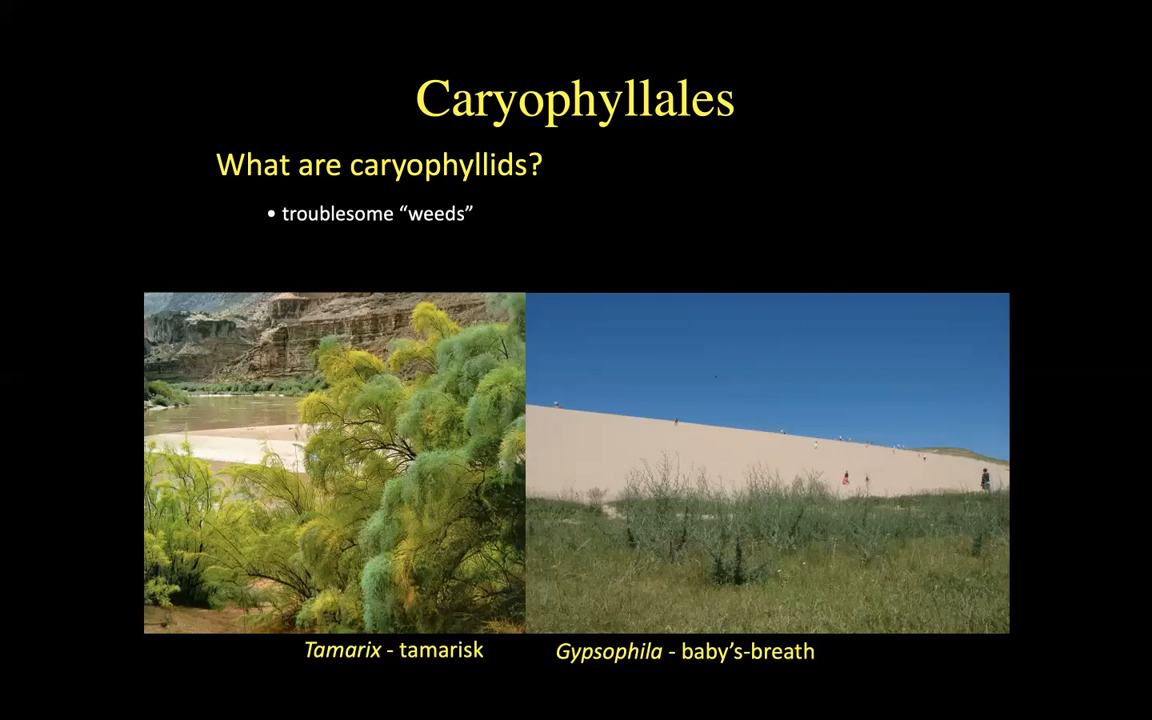 Caryophyllales
What are caryophyllids?
• troublesome “weeds”
Tamarix - tamarisk
Gypsophila - baby’s-breath